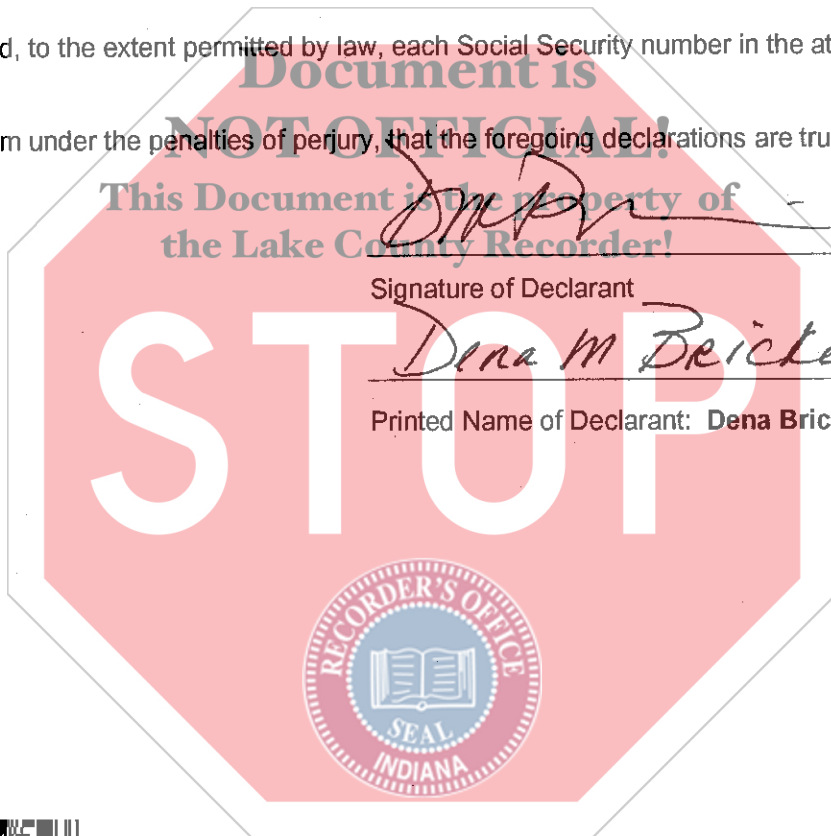 d, to the extent permitted by law, each Social Security number in the at
Document is
NOT OFFICIAL!
m under the penalties of perjury, that the foregoing declarations are tru
This Document is the property of
the Lake County Recorder!
Signature of Declarant
Dena M Bricke
Printed Name of Declarant: Dena Bric
STOP
RECORDER'S OFFICE
SEAL
INDIANA